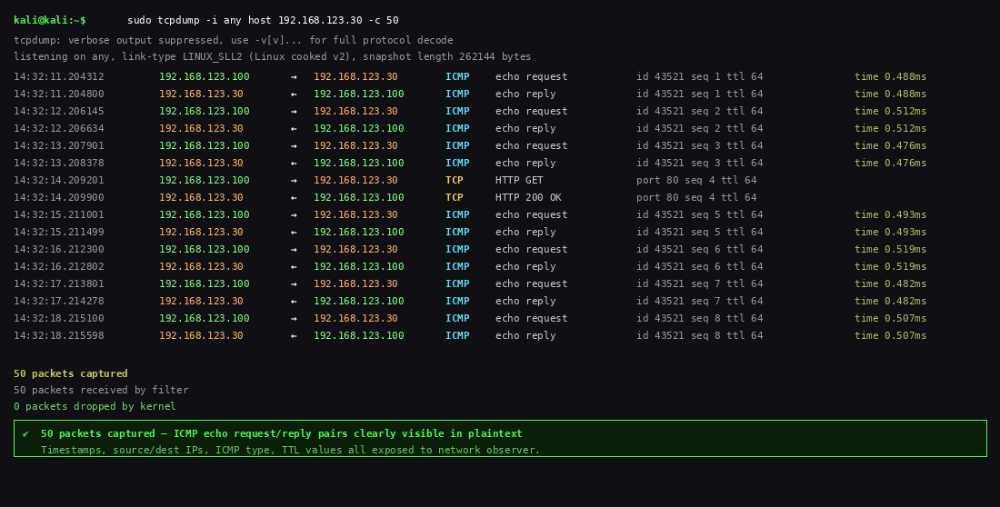 kali@kali:~$ sudo tcpdump -i any host 192.168.123.30 -c 50
tcpdump: verbose output suppressed, use -v[v]... for full protocol decode
listening on any, link-type LINUX_SLL2 (Linux cooked v2), snapshot length 262144 bytes
14:32:11.204312 192.168.123.100 → 192.168.123.30 ICMP echo request id 43521 seq 1 ttl 64 time 0.488ms
14:32:11.204800 192.168.123.30 ← 192.168.123.100 ICMP echo reply id 43521 seq 1 ttl 64 time 0.488ms
14:32:12.206145 192.168.123.100 → 192.168.123.30 ICMP echo request id 43521 seq 2 ttl 64 time 0.512ms
14:32:12.206634 192.168.123.30 ← 192.168.123.100 ICMP echo reply id 43521 seq 2 ttl 64 time 0.512ms
14:32:13.207901 192.168.123.100 → 192.168.123.30 ICMP echo request id 43521 seq 3 ttl 64 time 0.476ms
14:32:13.208378 192.168.123.30 ← 192.168.123.100 ICMP echo reply id 43521 seq 3 ttl 64 time 0.476ms
14:32:14.209201 192.168.123.100 → 192.168.123.30 TCP HTTP GET port 80 seq 4 ttl 64
14:32:14.209900 192.168.123.30 ← 192.168.123.100 TCP HTTP 200 OK port 80 seq 4 ttl 64
14:32:15.211001 192.168.123.100 → 192.168.123.30 ICMP echo request id 43521 seq 5 ttl 64 time 0.493ms
14:32:15.211499 192.168.123.30 ← 192.168.123.100 ICMP echo reply id 43521 seq 5 ttl 64 time 0.493ms
14:32:16.212300 192.168.123.100 → 192.168.123.30 ICMP echo request id 43521 seq 6 ttl 64 time 0.519ms
14:32:16.212802 192.168.123.30 ← 192.168.123.100 ICMP echo reply id 43521 seq 6 ttl 64 time 0.519ms
14:32:17.213801 192.168.123.100 → 192.168.123.30 ICMP echo request id 43521 seq 7 ttl 64 time 0.482ms
14:32:17.214278 192.168.123.30 ← 192.168.123.100 ICMP echo reply id 43521 seq 7 ttl 64 time 0.482ms
14:32:18.215100 192.168.123.100 → 192.168.123.30 ICMP echo request id 43521 seq 8 ttl 64 time 0.507ms
14:32:18.215598 192.168.123.30 ← 192.168.123.100 ICMP echo reply id 43521 seq 8 ttl 64 time 0.507ms
50 packets captured
50 packets received by filter
0 packets dropped by kernel
✔ 50 packets captured — ICMP echo request/reply pairs clearly visible in plaintext
Timestamps, source/dest IPs, ICMP type, TTL values all exposed to network observer.